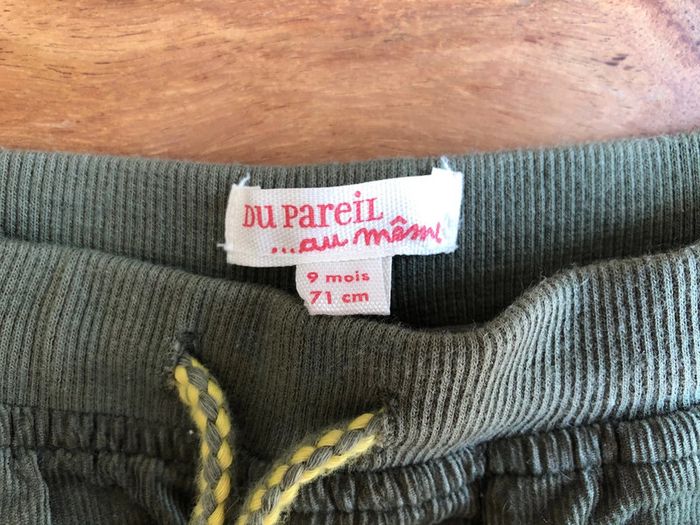 DU PAREIL
...au même
9 mois
71 cm